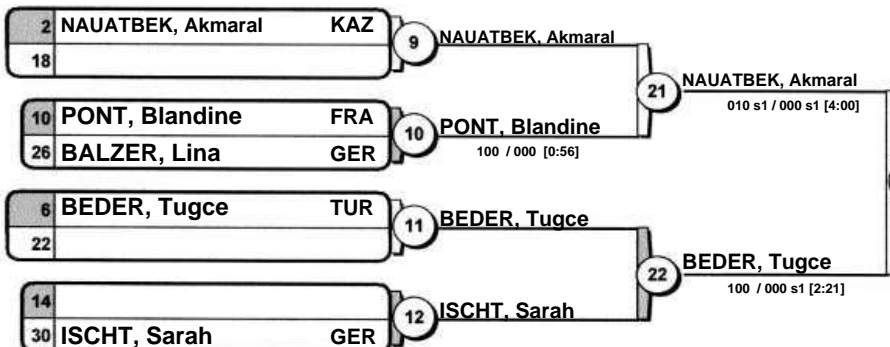 2 NAUATBEK, Akmaral KAZ
18
9 NAUATBEK, Akmaral
10 PONT, Blandine FRA
26 BALZER, Lina GER
10 PONT, Blandine
100 / 000 [0:56]
21 NAUATBEK, Akmaral
010 s1 / 000 s1 [4:00]
6 BEDER, Tugce TUR
22
11 BEDER, Tugce
14
30 ISCHT, Sarah GER
12 ISCHT, Sarah
22 BEDER, Tugce
100 / 000 s1 [2:21]